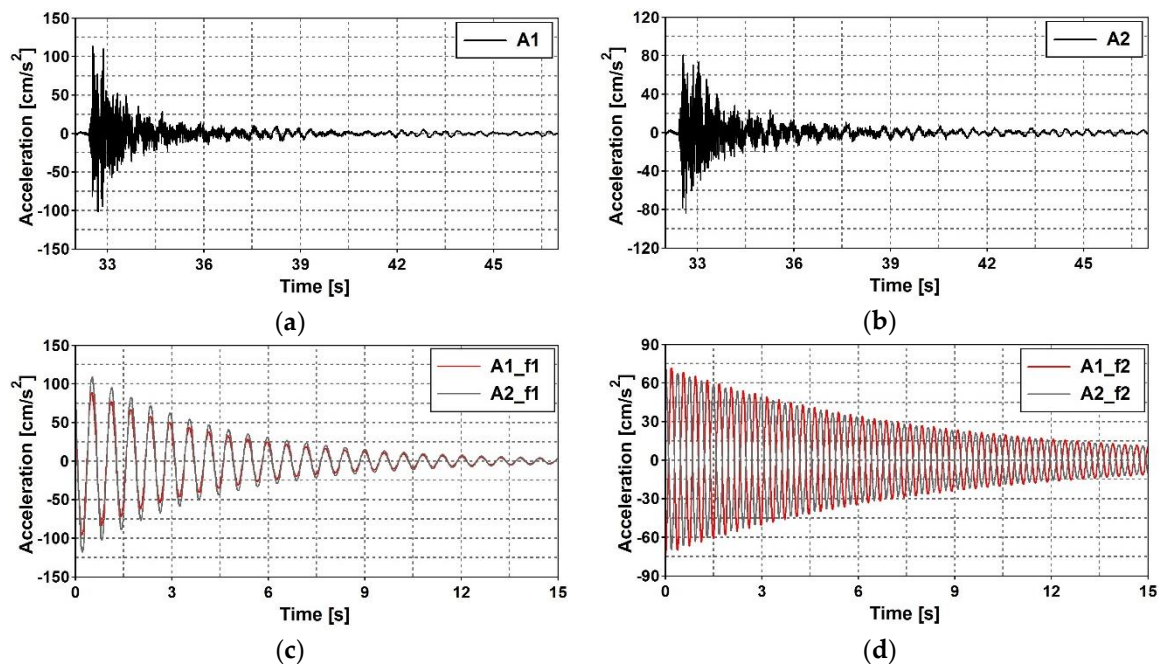 150
100
50
0
-50
-100
-150
Acceleration [cm/s²]
A1
33 36 39 42 45
Time [s]
(a)
120
80
40
0
-40
-80
-120
Acceleration [cm/s²]
A2
33 36 39 42 45
Time [s]
(b)
150
100
50
0
-50
-100
-150
Acceleration [cm/s²]
A1_f1
A2_f1
0 3 6 9 12 15
Time [s]
(c)
90
60
30
0
-30
-60
-90
Acceleration [cm/s²]
A1_f2
A2_f2
0 3 6 9 12 15
Time [s]
(d)